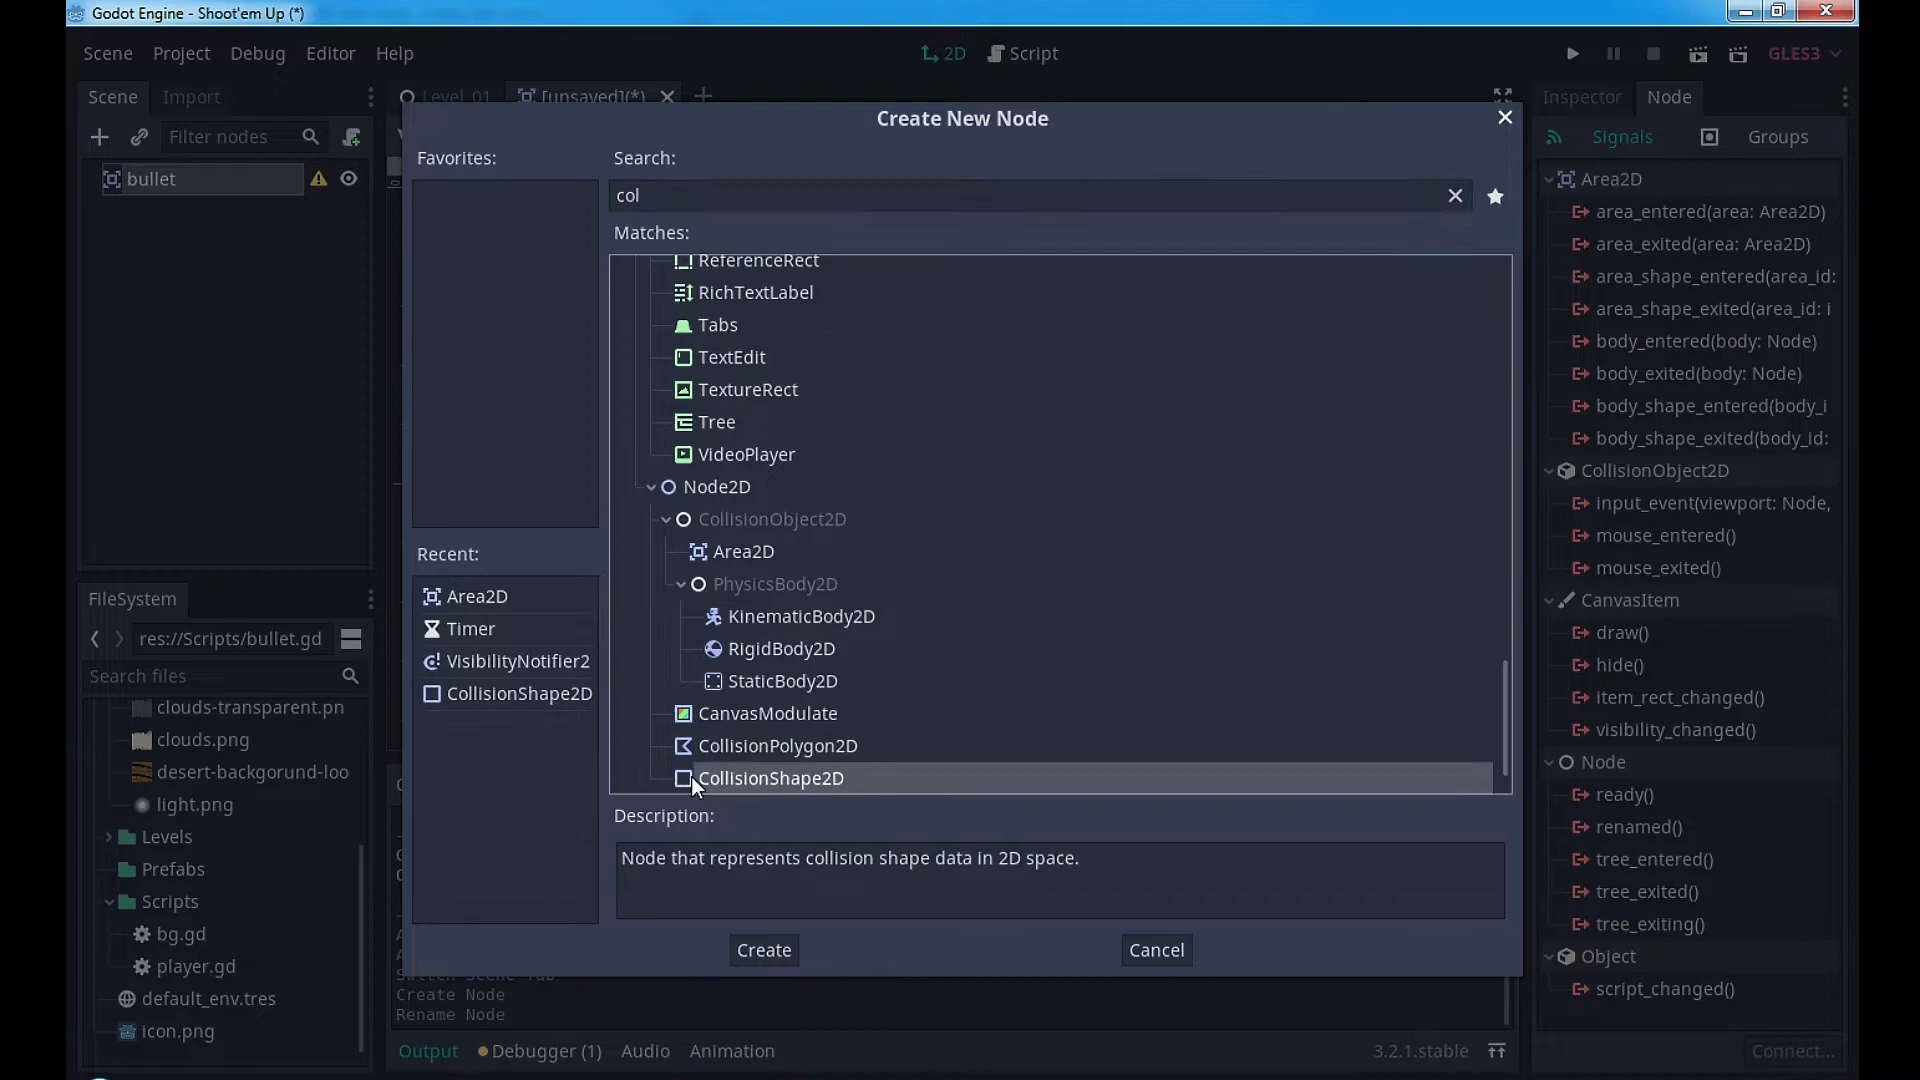 Godot Engine - Shoot'em Up (*)
Scene Project Debug Editor Help
2D Script
GLES3
Scene Import
Level_01 [unsaved](*)
Inspector Node
Filter nodes
Signals Groups
bullet
Create New Node
Favorites:
Search:
col
Matches:
ReferenceRect
RichTextLabel
Tabs
TextEdit
TextureRect
Tree
VideoPlayer
Node2D
CollisionObject2D
Area2D
PhysicsBody2D
KinematicBody2D
RigidBody2D
StaticBody2D
CanvasModulate
CollisionPolygon2D
CollisionShape2D
Recent:
Area2D
Timer
VisibilityNotifier2
CollisionShape2D
Description:
Node that represents collision shape data in 2D space.
Create Cancel
FileSystem
res://Scripts/bullet.gd
Search files
clouds-transparent.pn
clouds.png
desert-backgorund-loo
light.png
Levels
Prefabs
Scripts
bg.gd
player.gd
default_env.tres
icon.png
Switch Scene Tab
Create Node
Rename Node
Output Debugger (1) Audio Animation
3.2.1.stable
Area2D
area_entered(area: Area2D)
area_exited(area: Area2D)
area_shape_entered(area_id:
area_shape_exited(area_id: i
body_entered(body: Node)
body_exited(body: Node)
body_shape_entered(body_i
body_shape_exited(body_id:
CollisionObject2D
input_event(viewport: Node,
mouse_entered()
mouse_exited()
CanvasItem
draw()
hide()
item_rect_changed()
visibility_changed()
Node
ready()
renamed()
tree_entered()
tree_exited()
tree_exiting()
Object
script_changed()
Connect...